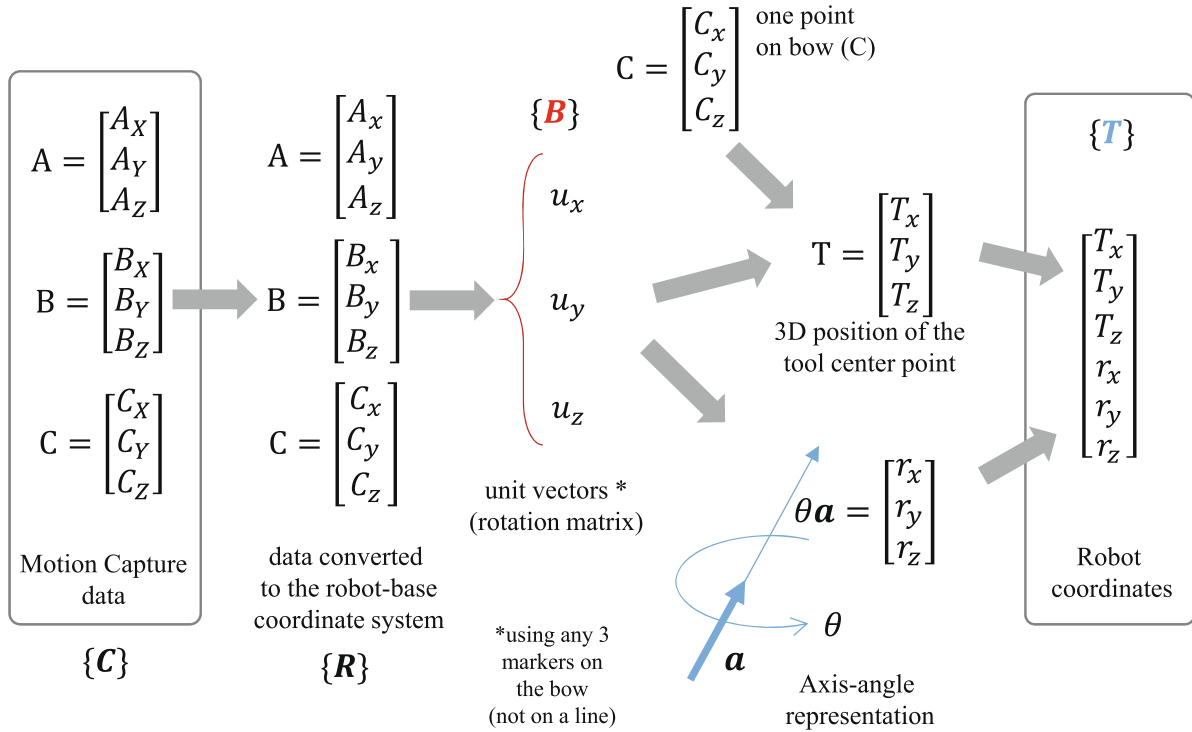 A = [A_X A_Y A_Z]
B = [B_X B_Y B_Z]
C = [C_X C_Y C_Z]
Motion Capture
data
{C}
A = [A_x A_y A_z]
B = [B_x B_y B_z]
C = [C_x C_y C_z]
data converted
to the robot-base
coordinate system
{R}
{B}
u_x
u_y
u_z
unit vectors *
(rotation matrix)
*using any 3
markers on
the bow
(not on a line)
C = [C_x C_y C_z]
one point
on bow (C)
T = [T_x T_y T_z]
3D position of the
tool center point
θa = [r_x r_y r_z]
θ
a
Axis-angle
representation
{T}
[T_x T_y T_z r_x r_y r_z]
Robot
coordinates